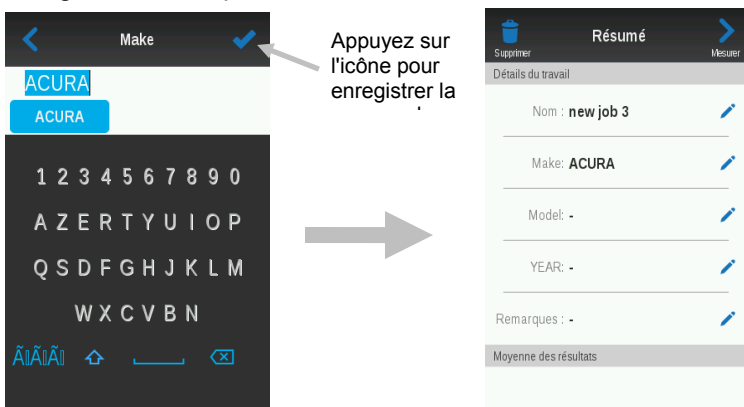 Make
ACURA
ACURA
1 2 3 4 5 6 7 8 9 0
A Z E R T Y U I O P
Q S D F G H J K L M
W X C V B N
Appuyez sur
l'icône pour
enregistrer la
Résumé
Supprimer
Mesurer
Détails du travail
Nom : new job 3
Make: ACURA
Model: -
YEAR: -
Remarques : -
Moyenne des résultats